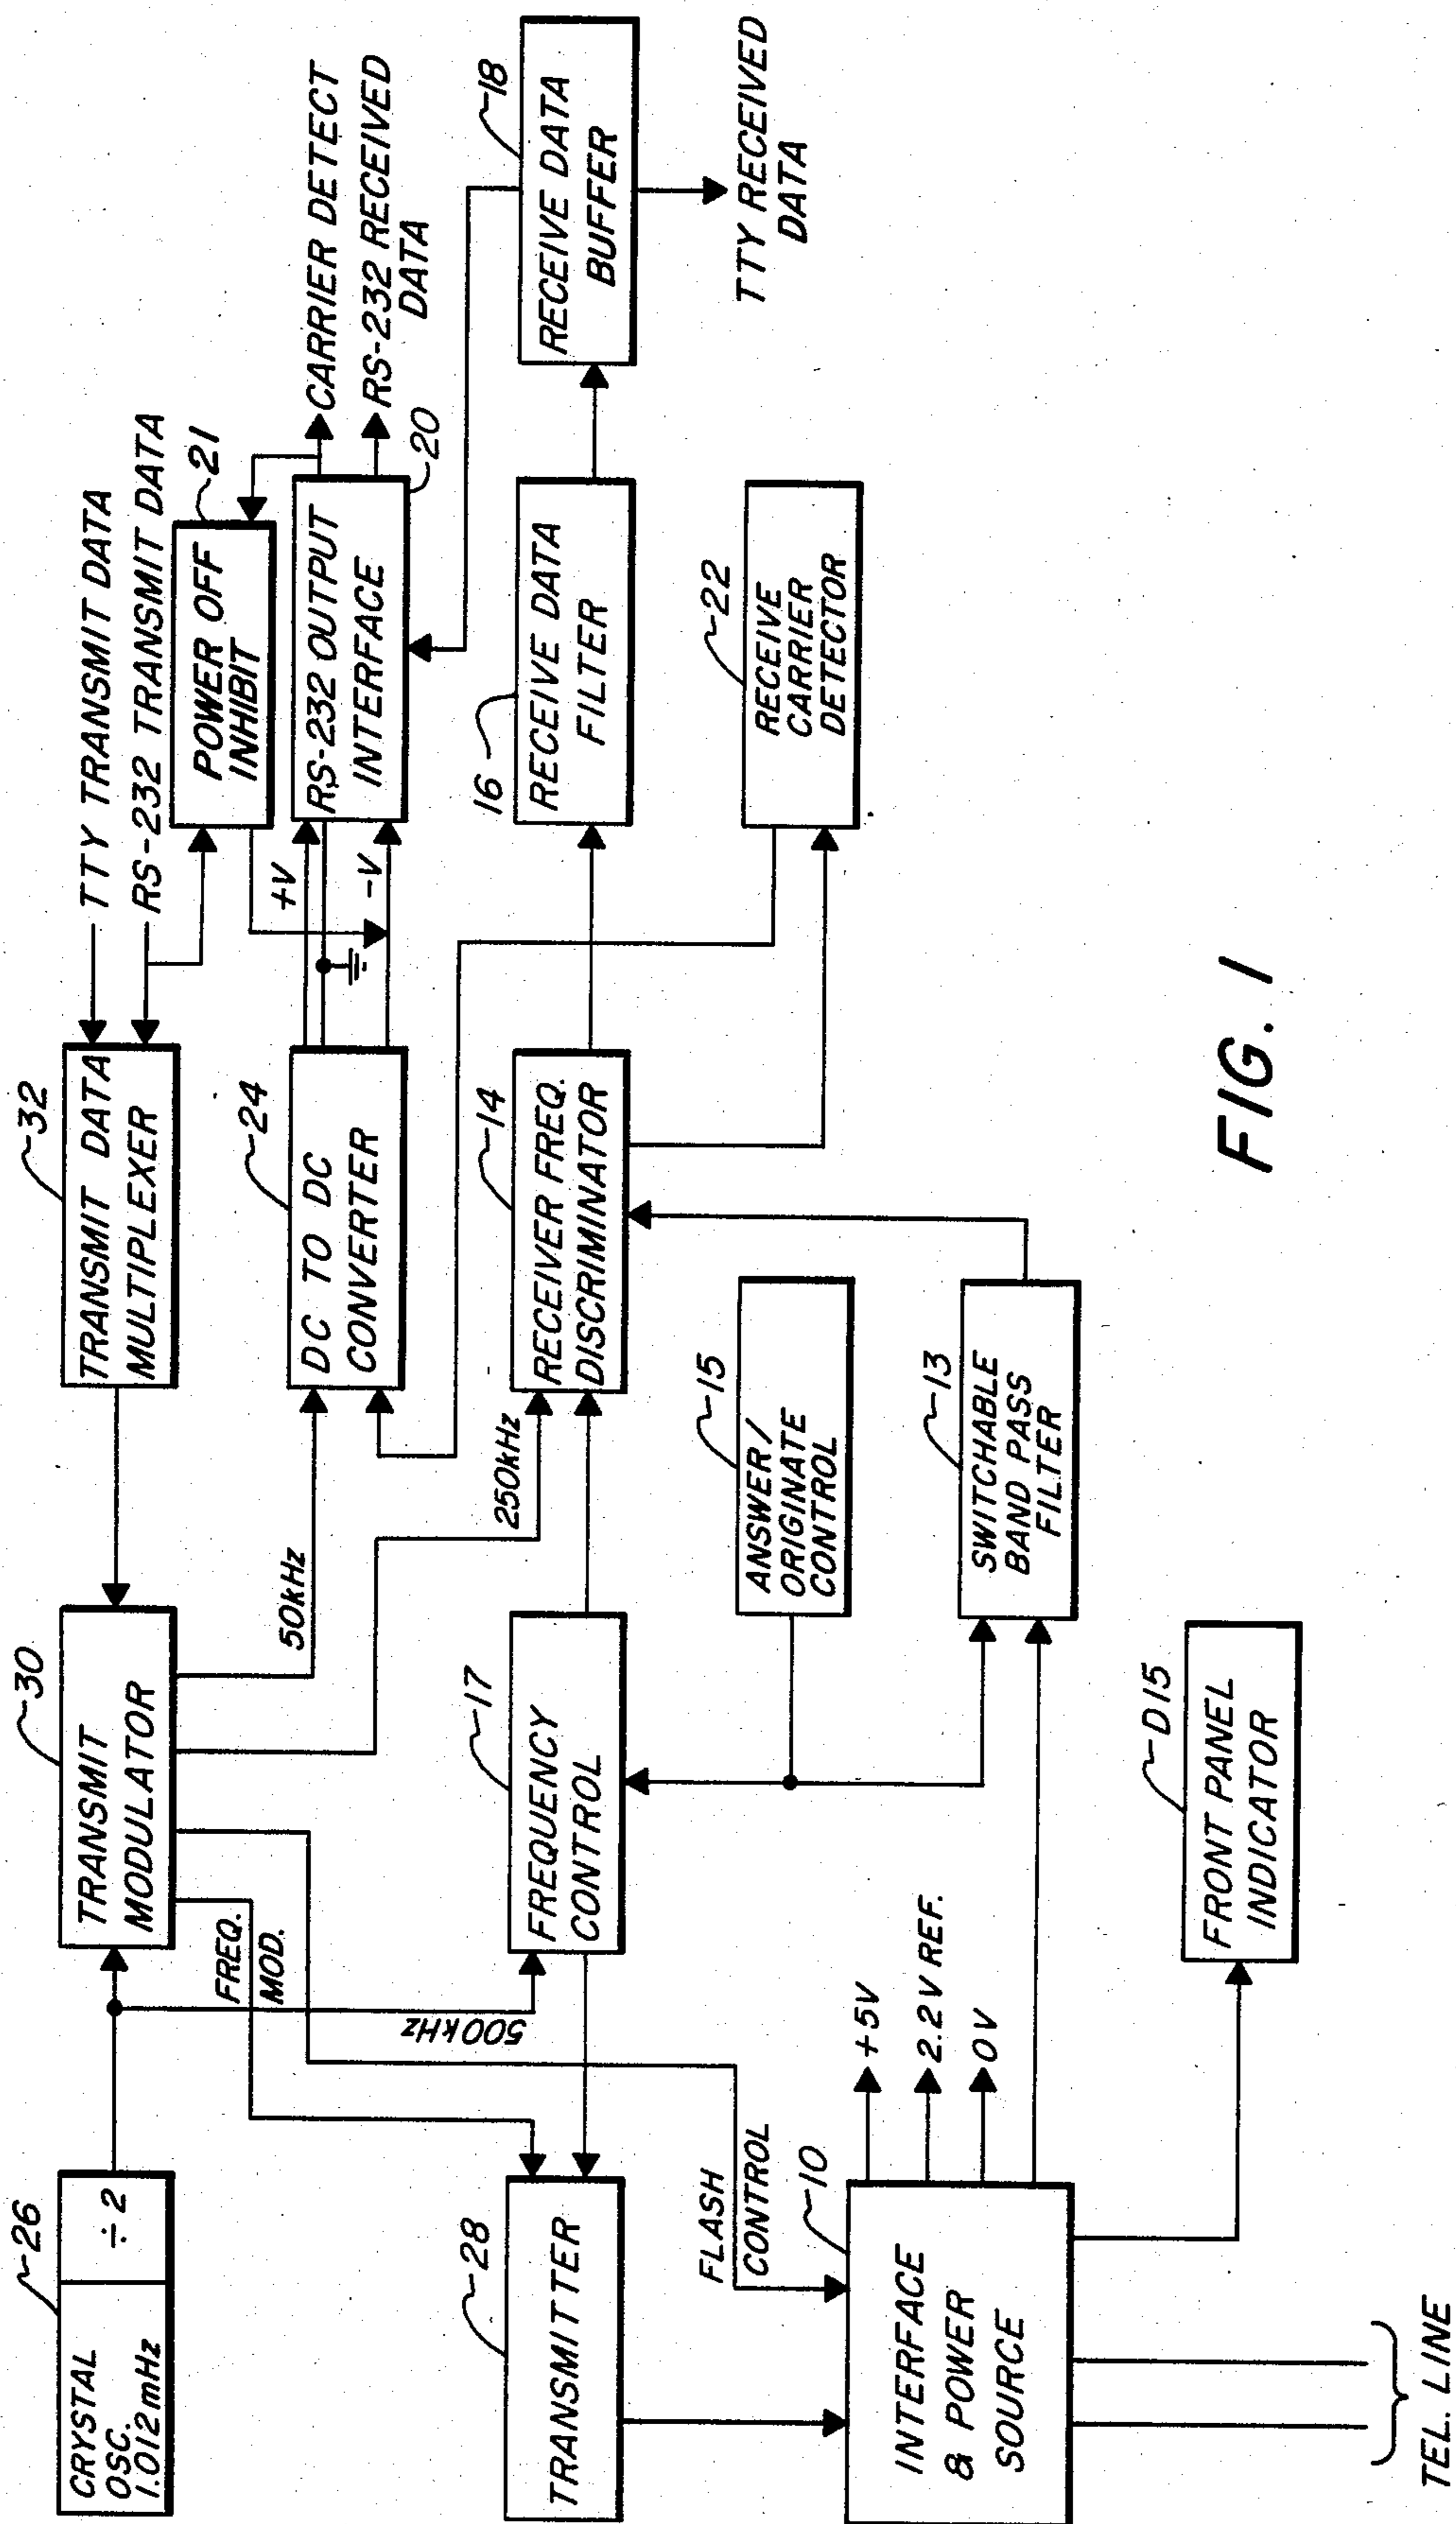 CRYSTAL
OSC.
1.012mHz
÷2
26
TRANSMIT
MODULATOR
30
TRANSMIT DATA
MULTIPLEXER
32
TTY TRANSMIT DATA
RS-232 TRANSMIT DATA
POWER OFF
INHIBIT
21
FREQ.
MOD.
500kHz
50kHz
250kHz
DC TO DC
CONVERTER
24
+V
-V
RS-232 OUTPUT
INTERFACE
20
CARRIER DETECT
RS-232 RECEIVED
DATA
TRANSMITTER
28
FREQUENCY
CONTROL
17
RECEIVER FREQ.
DISCRIMINATOR
14
RECEIVE DATA
FILTER
16
RECEIVE DATA
BUFFER
18
TTY RECEIVED
DATA
FLASH
CONTROL
ANSWER/
ORIGINATE
CONTROL
15
RECEIVE
CARRIER
DETECTOR
22
INTERFACE
& POWER
SOURCE
10
+5V
2.2V REF.
0V
SWITCHABLE
BAND PASS
FILTER
13
FRONT PANEL
INDICATOR
D15
TEL. LINE
FIG. 1